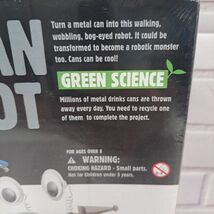 Turn a metal can into this walking,
wobbling, bog-eyed robot. It could
be transformed to become a robotic monster
too. Cans can be cool!
AN
OT
GREEN SCIENCE
Millions of metal drinks cans are thrown
away every day. You need to recycle one
of them to complete the project.
FOR AGES OVER 8
WARNING:
CHOKING HAZARD - Small parts.
Not for Children under 3 years.